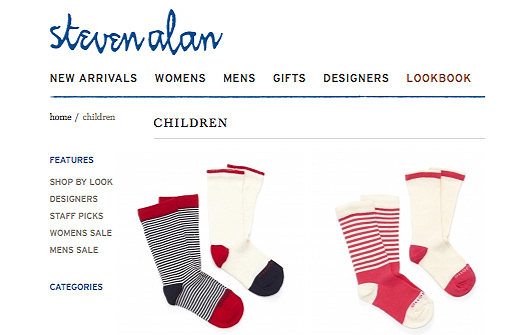 steven alan
NEW ARRIVALS WOMENS MENS GIFTS DESIGNERS LOOKBOOK
home / children
CHILDREN
FEATURES
SHOP BY LOOK
DESIGNERS
STAFF PICKS
WOMENS SALE
MENS SALE
CATEGORIES